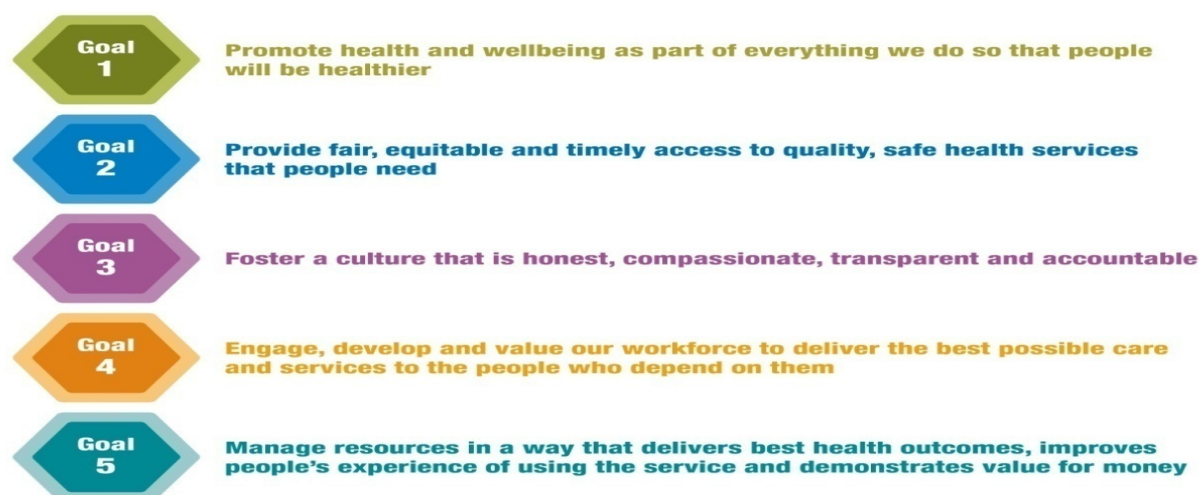 Goal
1
Promote health and wellbeing as part of everything we do so that people
will be healthier
Goal
2
Provide fair, equitable and timely access to quality, safe health services
that people need
Goal
3
Foster a culture that is honest, compassionate, transparent and accountable
Goal
4
Engage, develop and value our workforce to deliver the best possible care
and services to the people who depend on them
Goal
5
Manage resources in a way that delivers best health outcomes, improves
people’s experience of using the service and demonstrates value for money